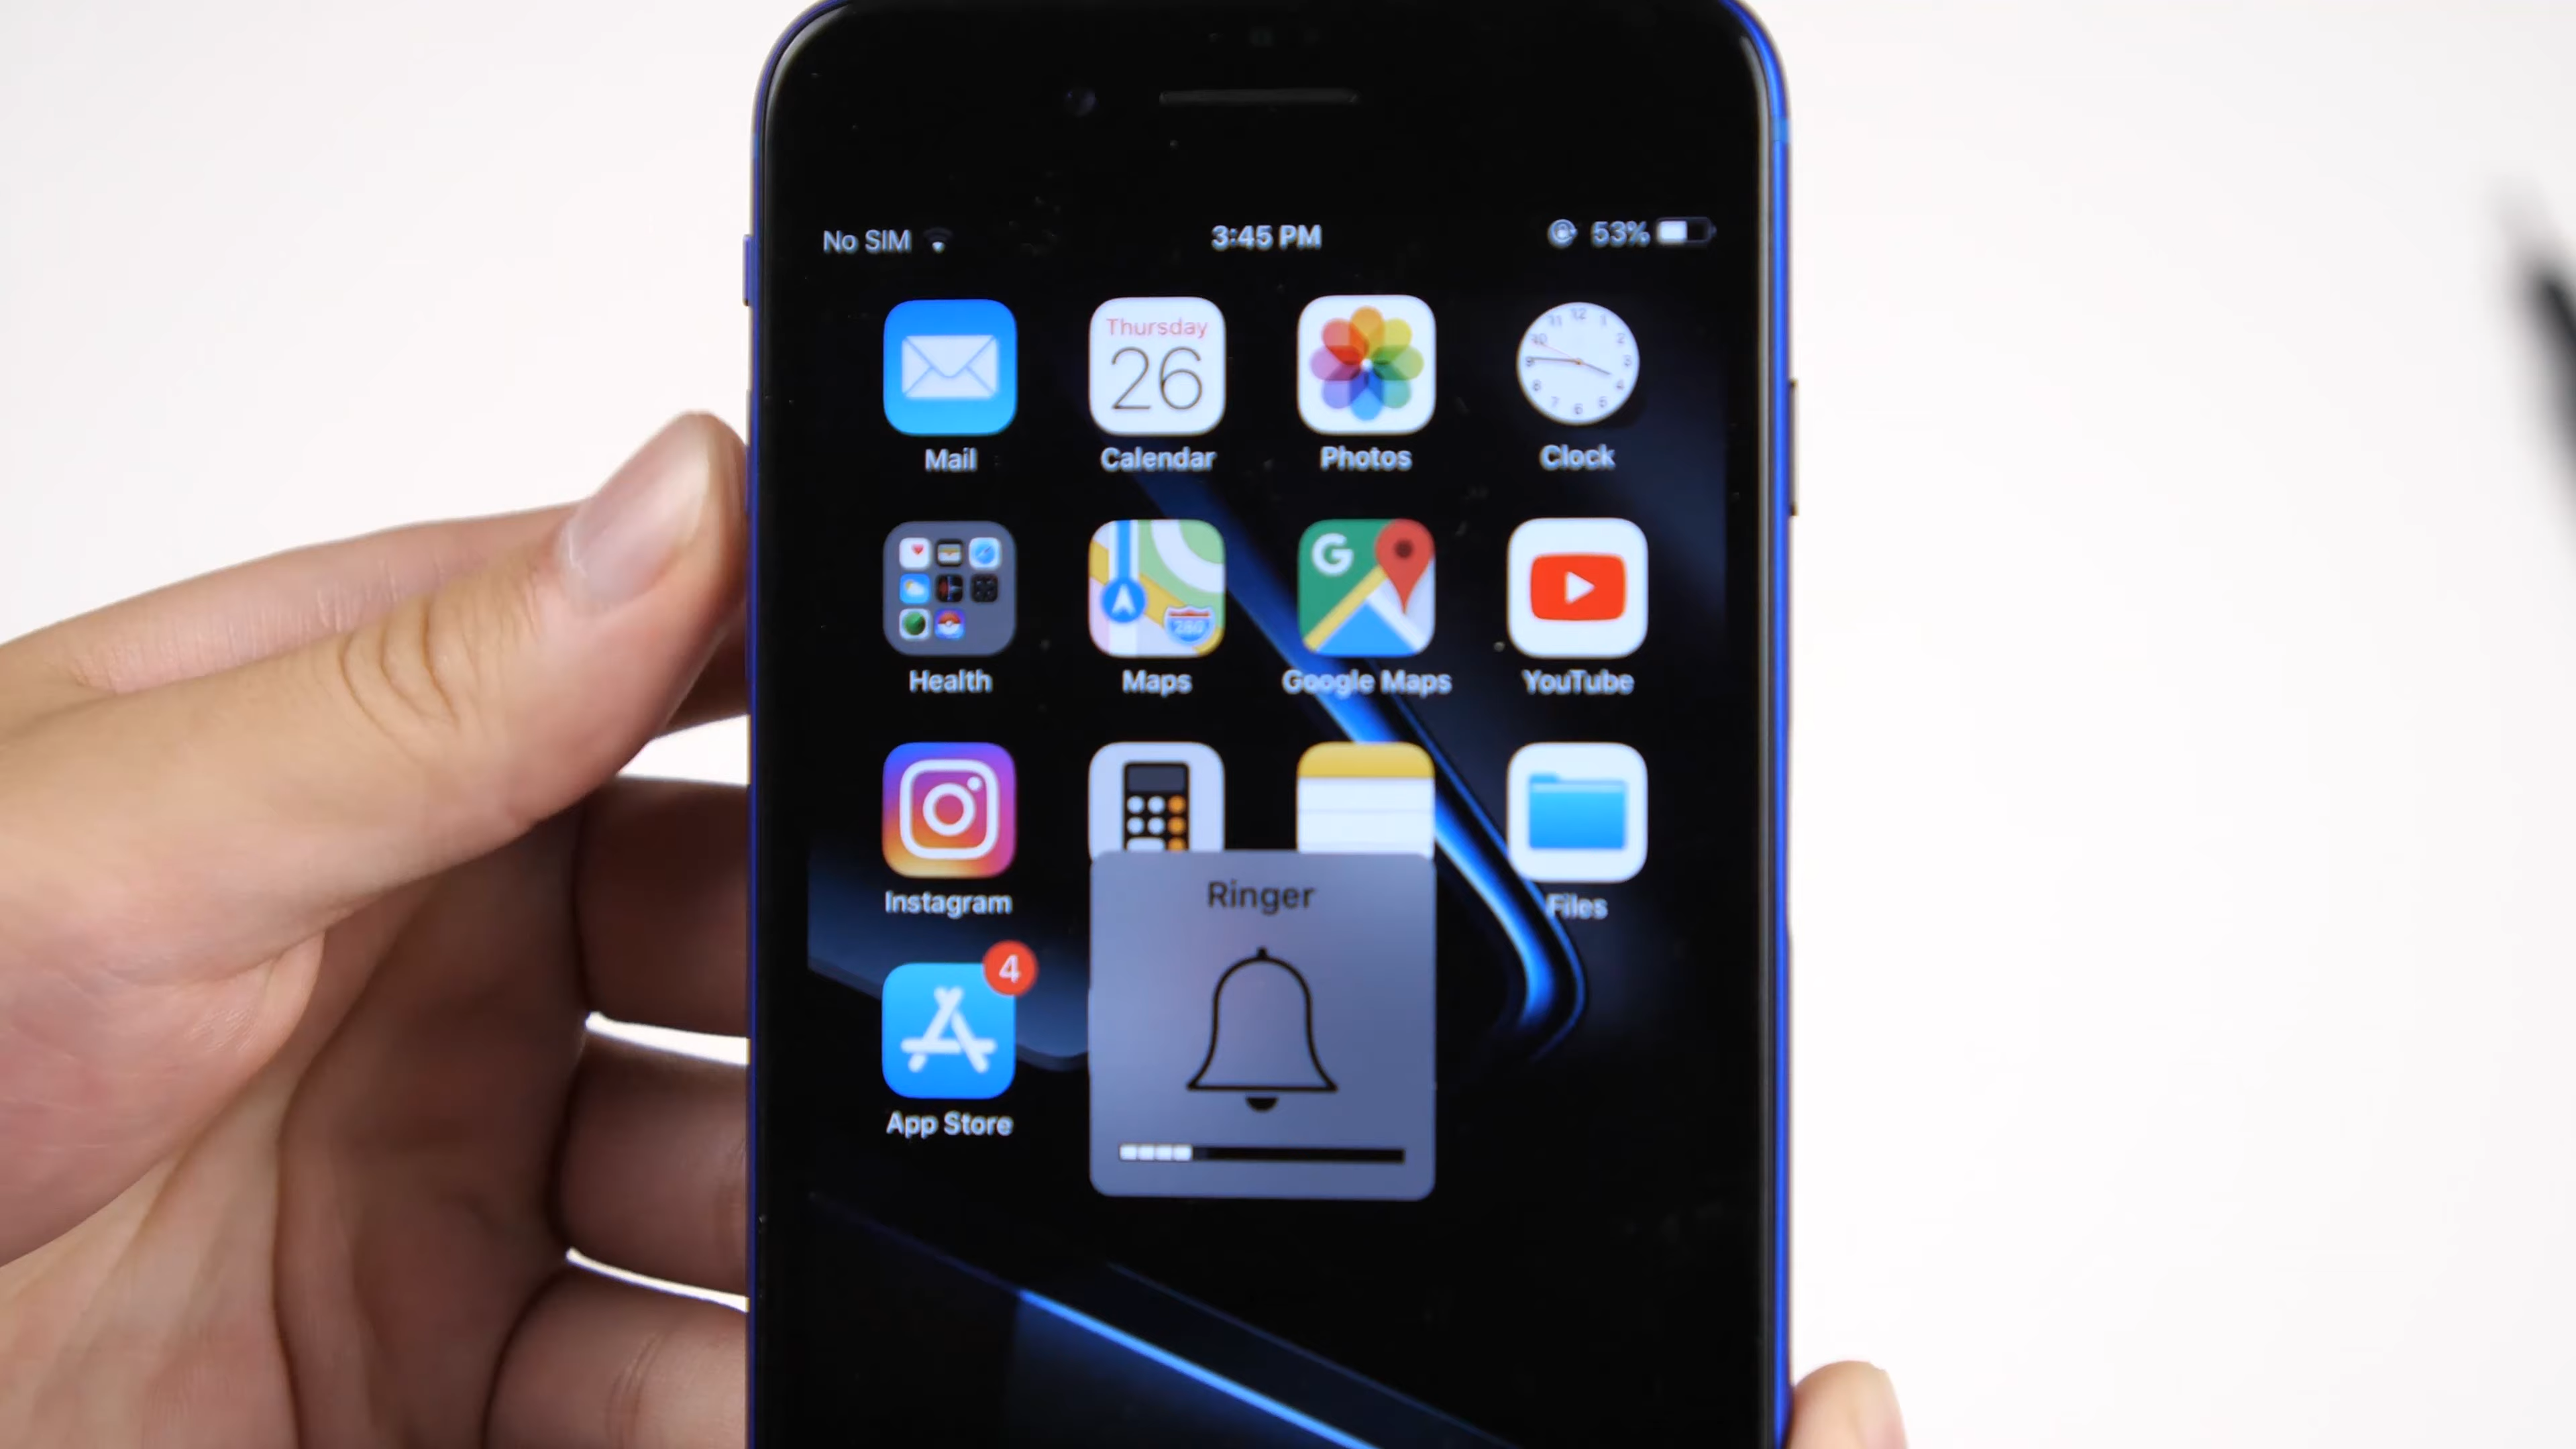 No SIM 3:45 PM 53%
Thursday
26
Mail Calendar Photos Clock
G
280
Health Maps Google Maps YouTube
Instagram Files
Ringer
4
App Store